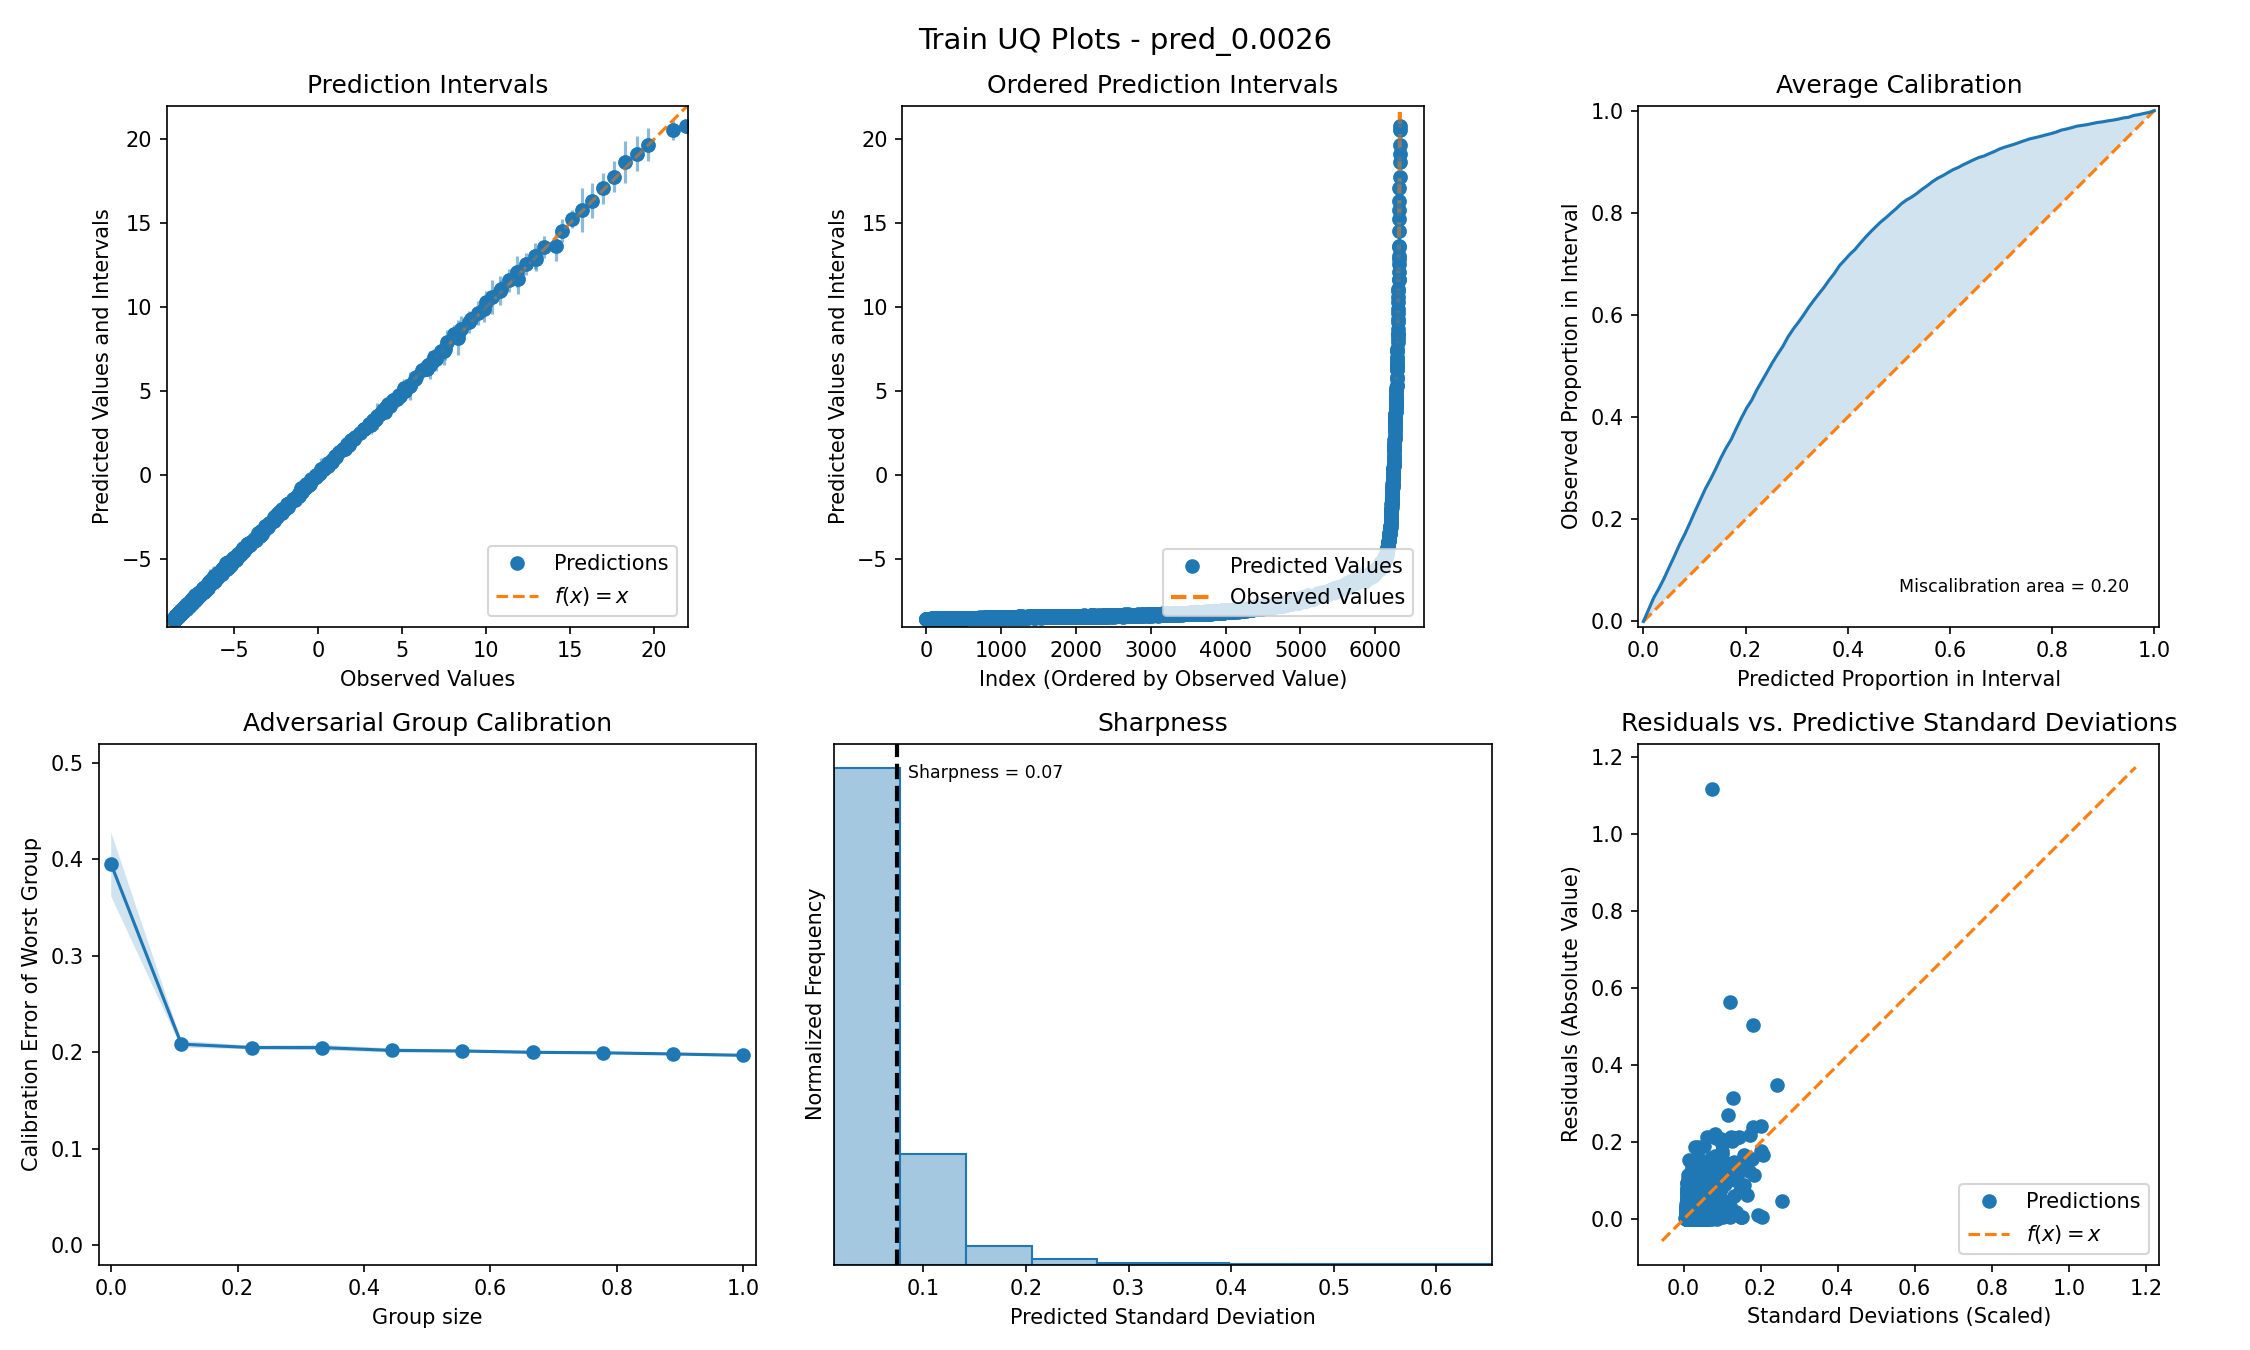 Train UQ Plots - pred_0.0026
Prediction Intervals
Predicted Values and Intervals
20
15
10
5
0
−5
−5 0 5 10 15 20
Observed Values
Predictions
f(x) = x
Ordered Prediction Intervals
Predicted Values and Intervals
20
15
10
5
0
−5
0 1000 2000 3000 4000 5000 6000
Index (Ordered by Observed Value)
Predicted Values
Observed Values
Average Calibration
Observed Proportion in Interval
1.0
0.8
0.6
0.4
0.2
0.0
0.0 0.2 0.4 0.6 0.8 1.0
Predicted Proportion in Interval
Miscalibration area = 0.20
Adversarial Group Calibration
Calibration Error of Worst Group
0.5
0.4
0.3
0.2
0.1
0.0
0.0 0.2 0.4 0.6 0.8 1.0
Group size
Sharpness
Normalized Frequency
Sharpness = 0.07
0.1 0.2 0.3 0.4 0.5 0.6
Predicted Standard Deviation
Residuals vs. Predictive Standard Deviations
Residuals (Absolute Value)
1.2
1.0
0.8
0.6
0.4
0.2
0.0
0.0 0.2 0.4 0.6 0.8 1.0 1.2
Standard Deviations (Scaled)
Predictions
f(x) = x